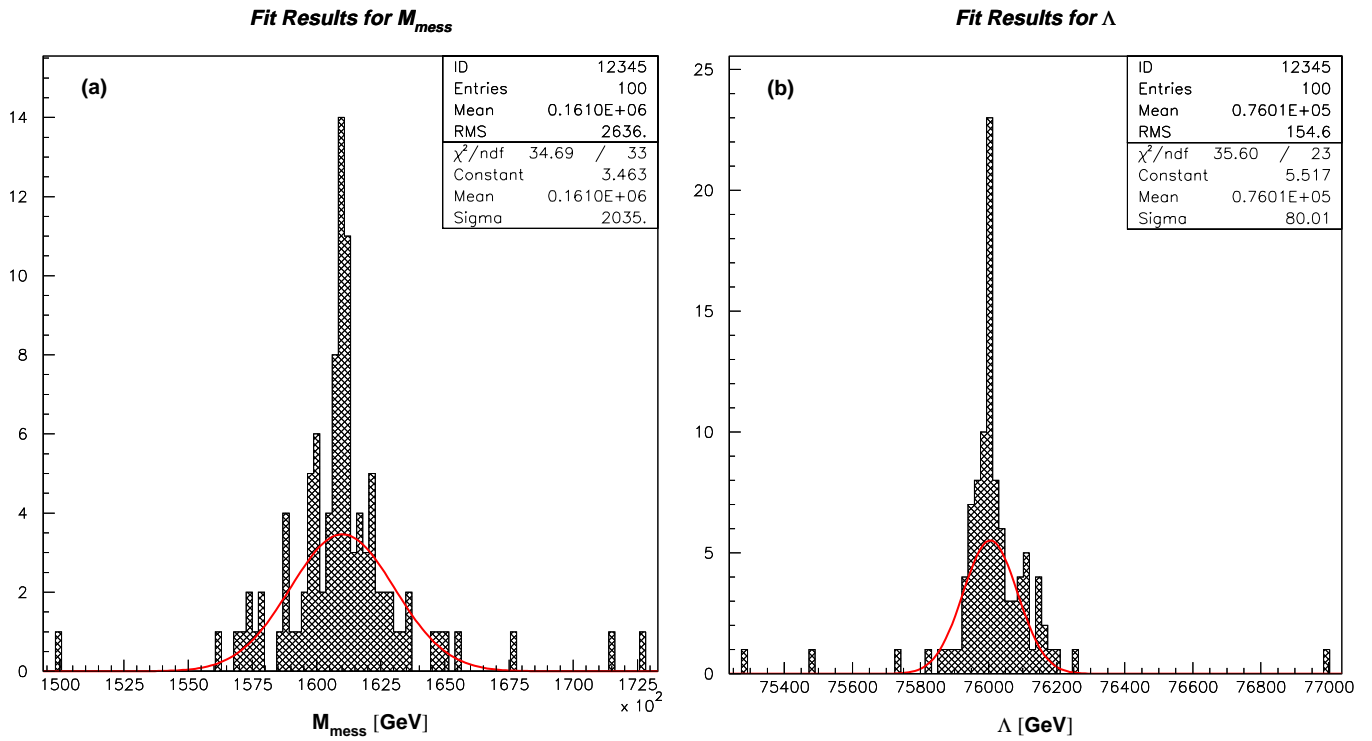 Fit Results for M_mess
(a)
ID 12345
Entries 100
Mean 0.1610E+06
RMS 2636.
χ²/ndf 34.69 / 33
Constant 3.463
Mean 0.1610E+06
Sigma 2035.
14
12
10
8
6
4
2
0
1500 1525 1550 1575 1600 1625 1650 1675 1700 1725
× 10²
M_mess [GeV]
Fit Results for Λ
(b)
ID 12345
Entries 100
Mean 0.7601E+05
RMS 154.6
χ²/ndf 35.60 / 23
Constant 5.517
Mean 0.7601E+05
Sigma 80.01
25
20
15
10
5
0
75400 75600 75800 76000 76200 76400 76600 76800 77000
Λ [GeV]